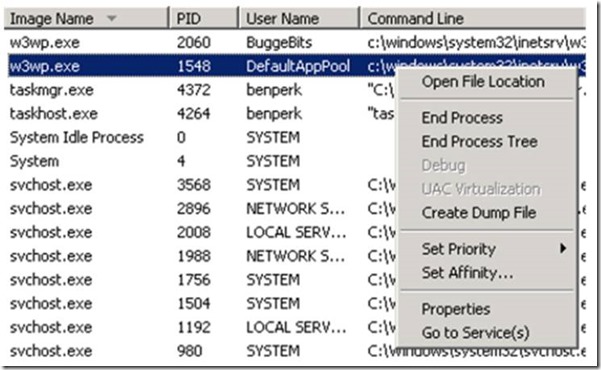 Image Name PID User Name Command Line
w3wp.exe 2060 BuggeBits c:\windows\system32\inetsrv\w3
w3wp.exe 1548 DefaultAppPool c:\windows\system32\inetsrv\w3
taskmgr.exe 4372 benperk "C:\
taskhost.exe 4264 benperk "tas
System Idle Process 0 SYSTEM
System 4 SYSTEM
svchost.exe 3568 SYSTEM C:\w
svchost.exe 2896 NETWORK S... C:\w
svchost.exe 2008 LOCAL SERV... C:\w
svchost.exe 1988 NETWORK S... C:\w
svchost.exe 1756 SYSTEM C:\w
svchost.exe 1504 SYSTEM C:\w
svchost.exe 1192 LOCAL SERV... C:\w
svchost.exe 980 SYSTEM C:\windows\system32\svchost.e
Open File Location
End Process
End Process Tree
Debug
UAC Virtualization
Create Dump File
Set Priority
Set Affinity...
Properties
Go to Service(s)